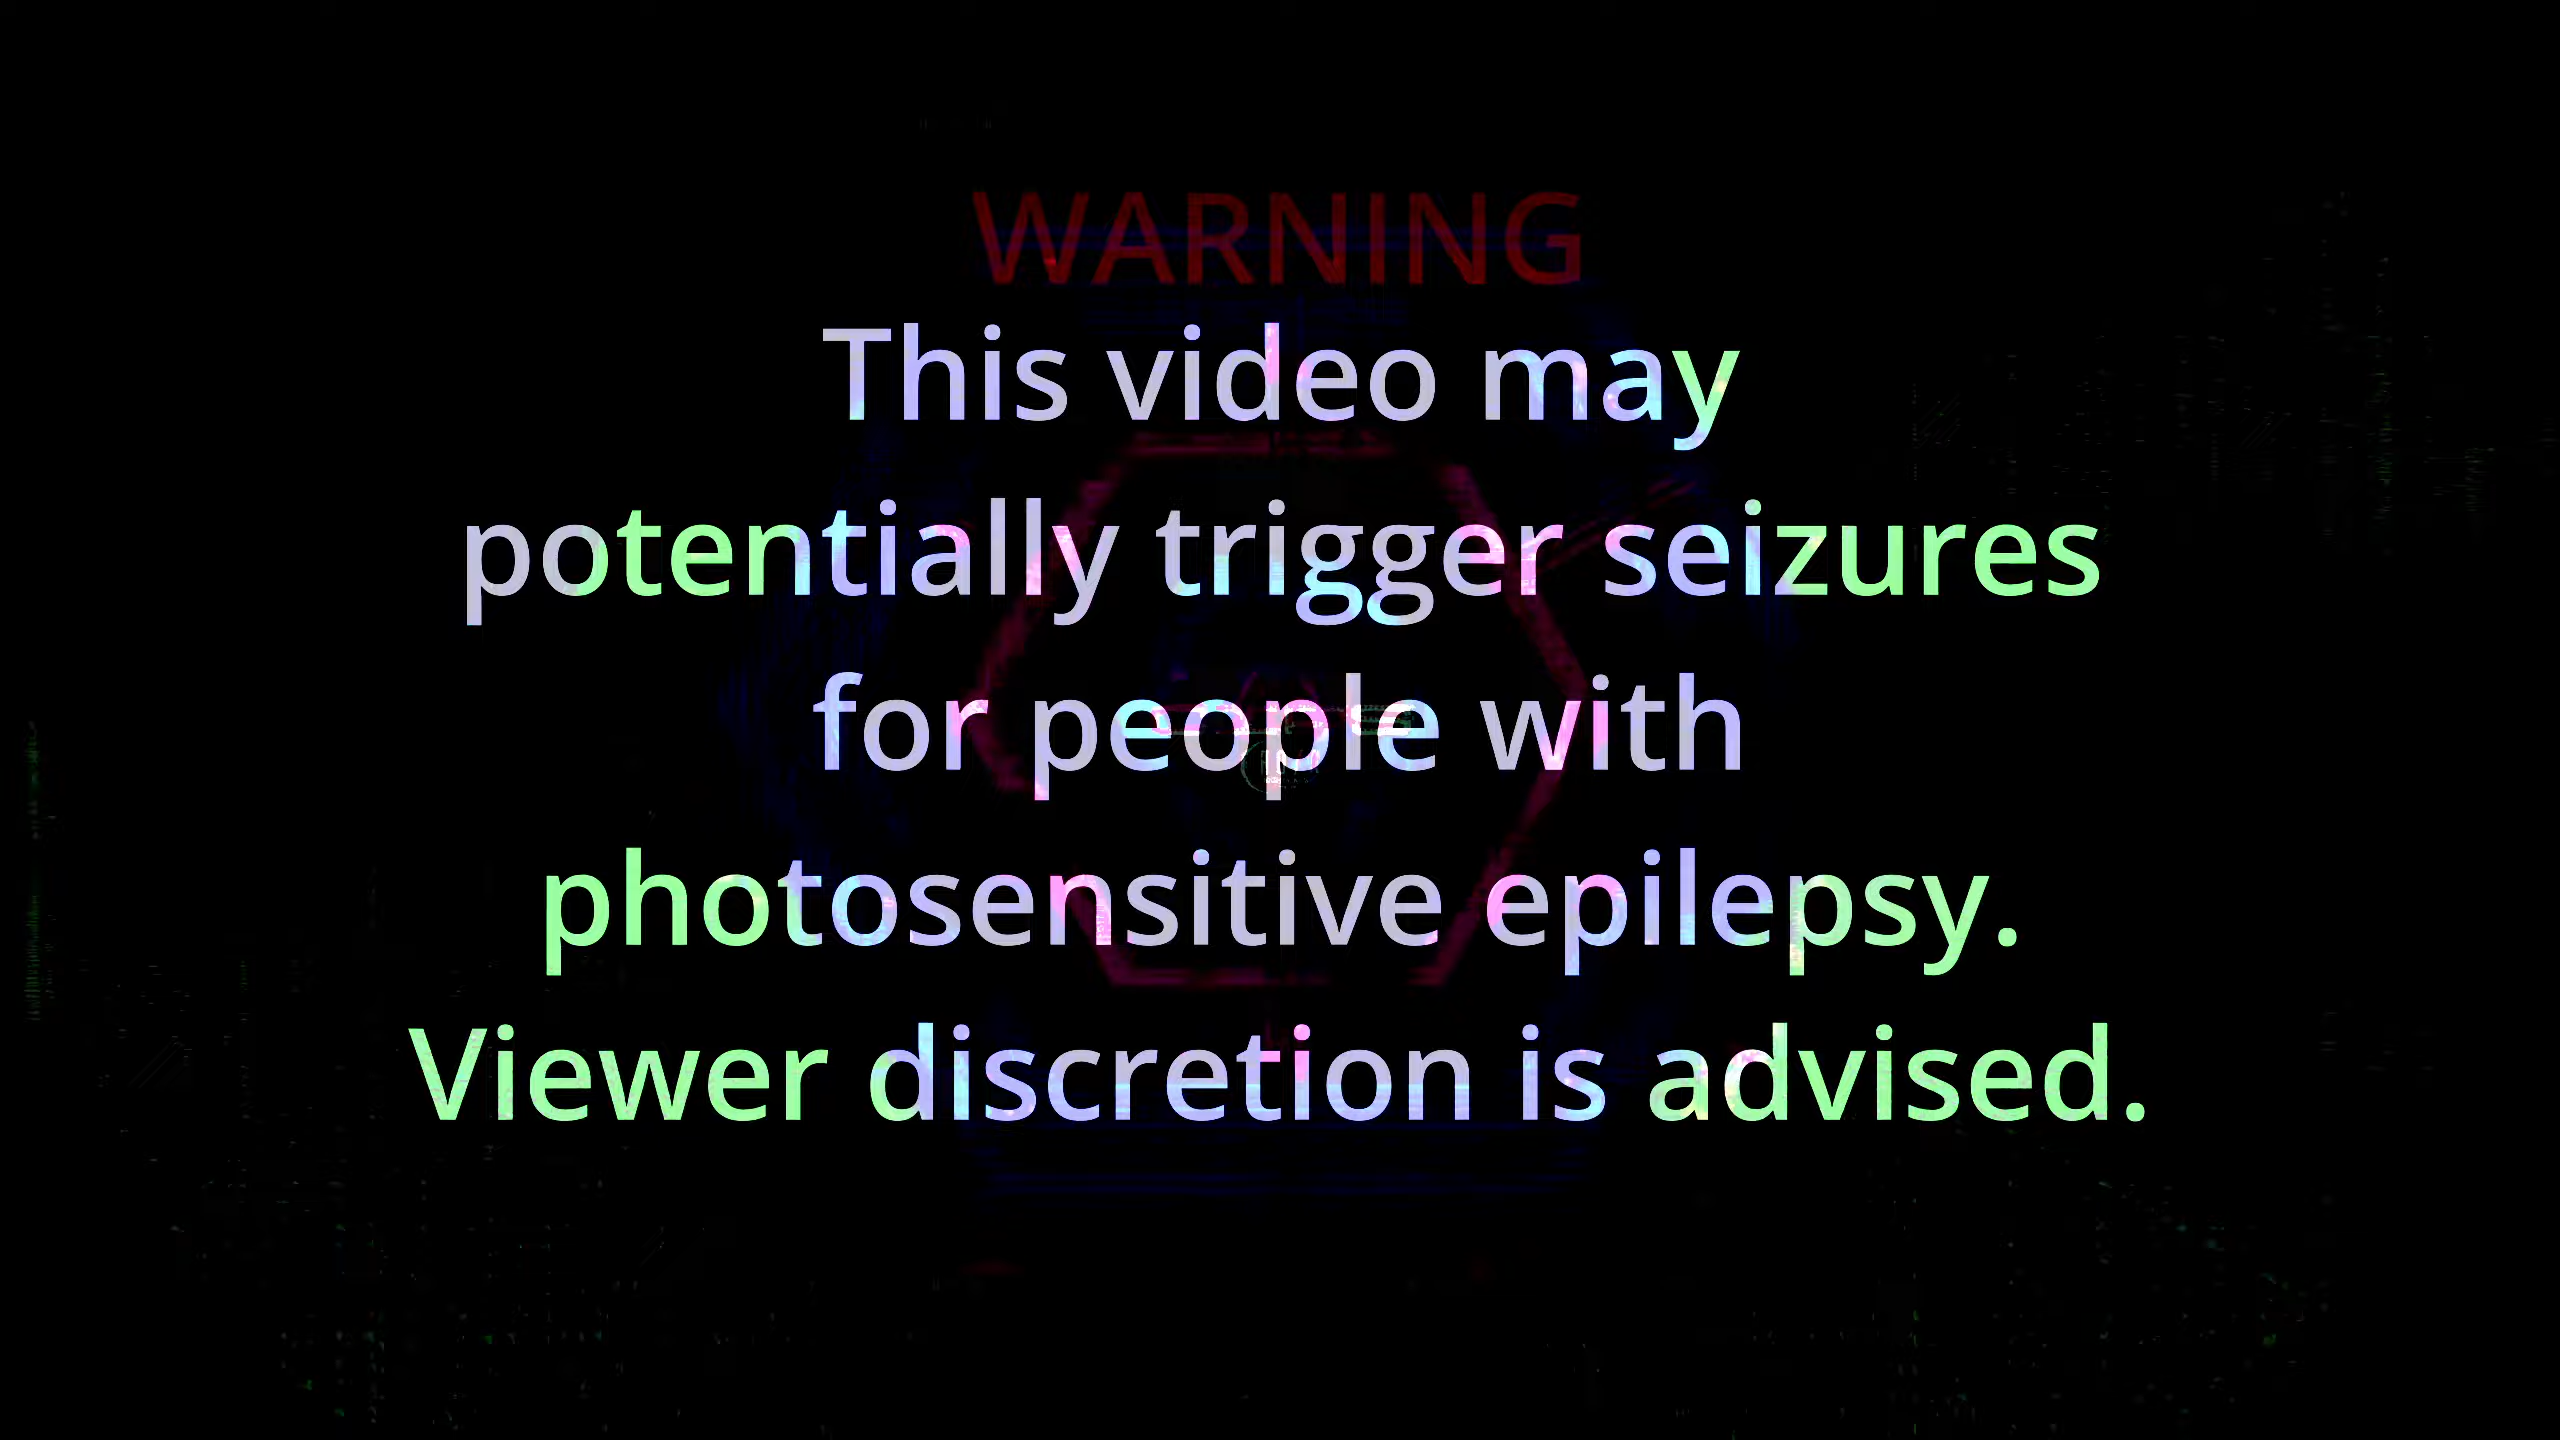 WARNING
This video may
potentially trigger seizures
for people with
photosensitive epilepsy.
Viewer discretion is advised.